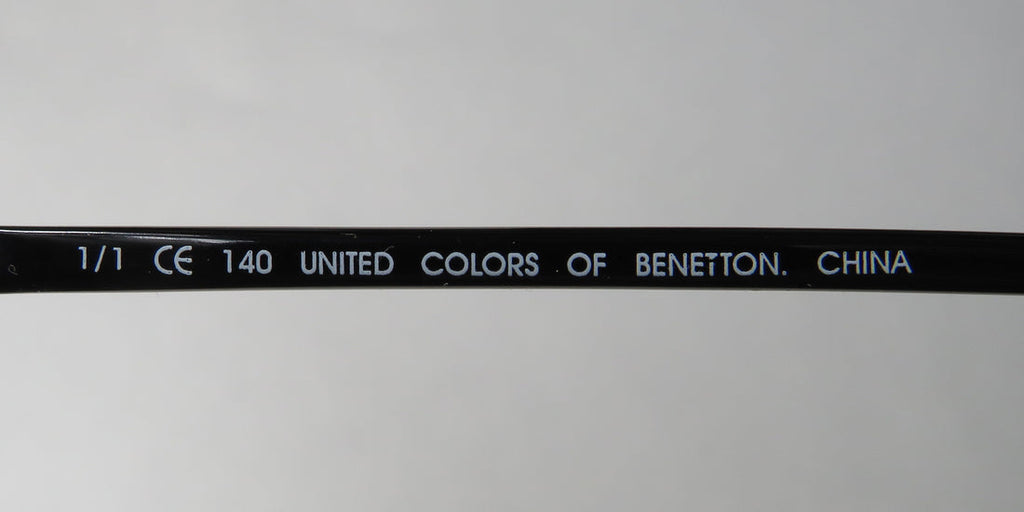 1/1 CE 140 UNITED COLORS OF BENETTON. CHINA